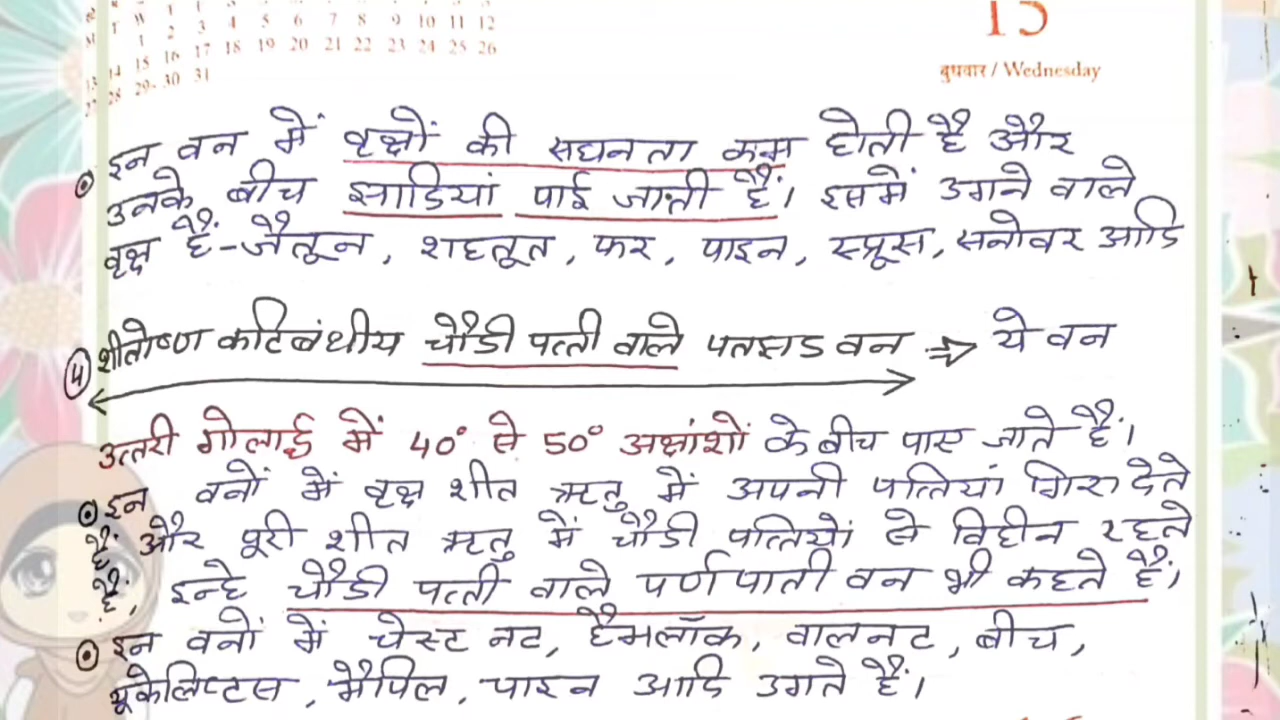 M T W
1 2 3 4 5 6 7 8 9 10 11 12
13 14 15 16 17 18 19 20 21 22 23 24 25 26
27 28 29 30 31
15
बुधवार / Wednesday
इन वन में वृक्षों की सघनता कम होती है और
उनके बीच झाडियां पाई जाती हैं। इसमें उगने वाले
वृक्ष हैं-जैतून, शहतूत, फर, पाइन, स्प्रूस, सनोवर आदि
④ शीतोष्ण कटिबंधीय चौडी पत्ती वाले पतझड वन ⇒ ये वन
उत्तरी गोलार्द्ध में 40° से 50° अक्षांशों के बीच पाए जाते हैं।
इन वनों में वृक्ष शीत ऋतु में अपनी पत्तियां गिरा देते
हैं और पूरी शीत ऋतु में चौडी पत्तियों से विहीन रहते
हैं, इन्हे चौडी पत्ती वाले पर्णपाती वन भी कहते हैं।
इन वनों में चेस्ट नट, हैमलॉक, वालनट, बीच,
यूकेलिप्टस, मैपिल, पाइन आदि उगते हैं।